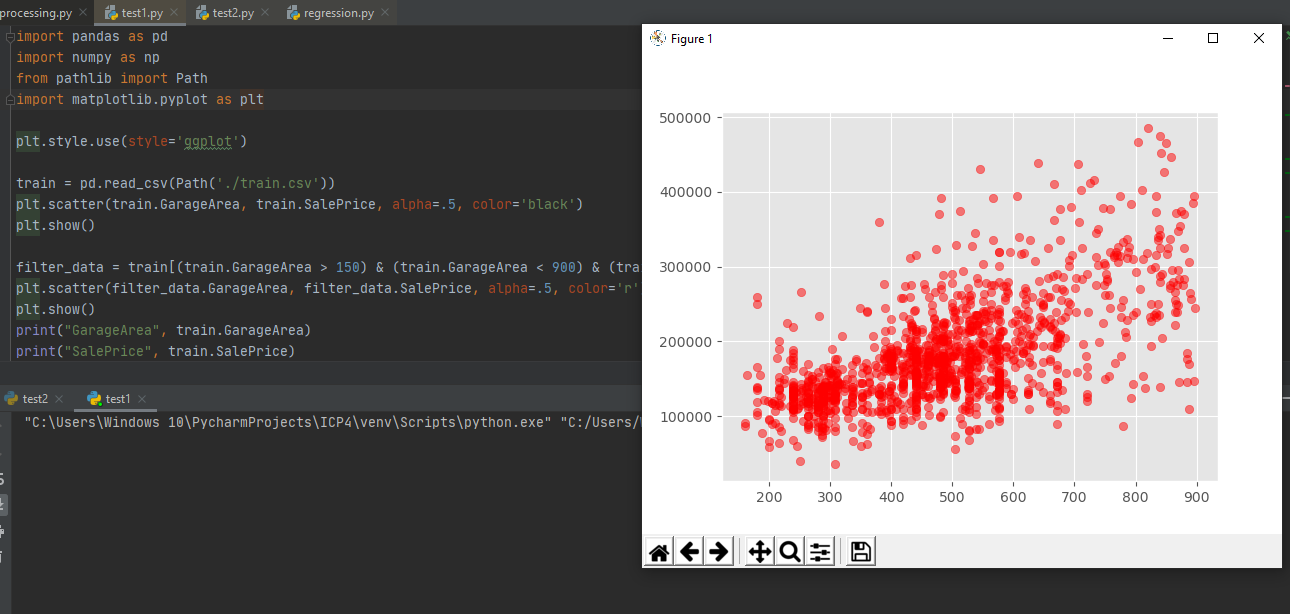 processing.py
test1.py
test2.py
regression.py
import pandas as pd
import numpy as np
from pathlib import Path
import matplotlib.pyplot as plt
plt.style.use(style='ggplot')
train = pd.read_csv(Path('./train.csv'))
plt.scatter(train.GarageArea, train.SalePrice, alpha=.5, color='black')
plt.show()
filter_data = train[(train.GarageArea > 150) & (train.GarageArea < 900) & (tra
plt.scatter(filter_data.GarageArea, filter_data.SalePrice, alpha=.5, color='r'
plt.show()
print("GarageArea", train.GarageArea)
print("SalePrice", train.SalePrice)
Figure 1
500000
400000
300000
200000
100000
200 300 400 500 600 700 800 900
test2
test1
"C:\Users\Windows 10\PycharmProjects\ICP4\venv\Scripts\python.exe" "C:/Users/